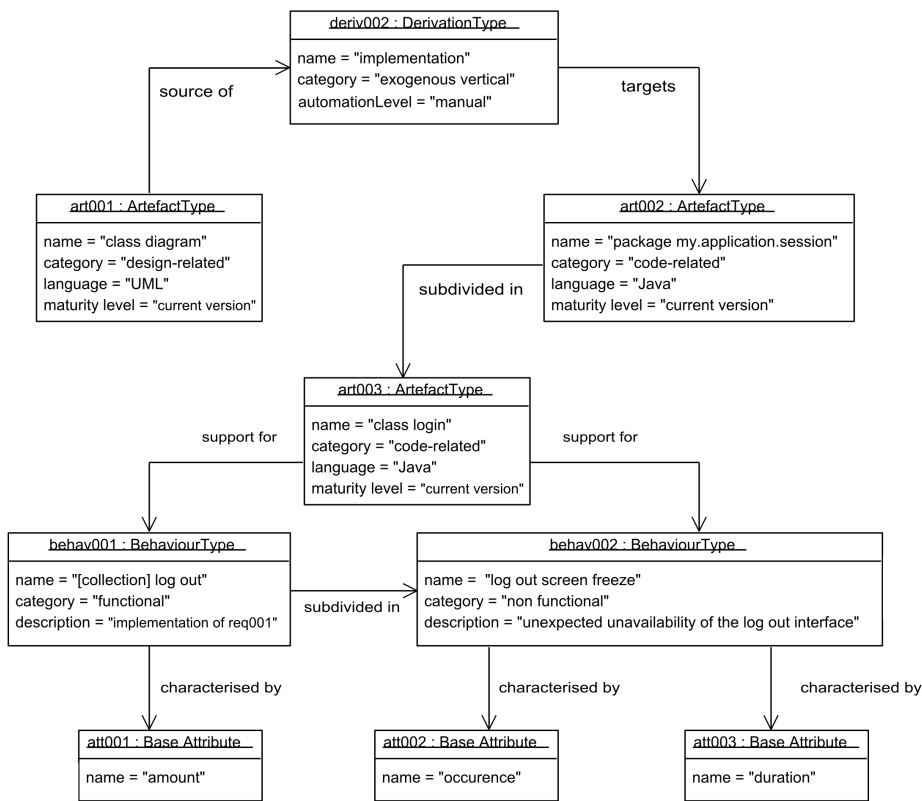 deriv002 : DerivationType
name = "implementation"
category = "exogenous vertical"
automationLevel = "manual"
source of
targets
art001 : ArtefactType
name = "class diagram"
category = "design-related"
language = "UML"
maturity level = "current version"
art002 : ArtefactType
name = "package my.application.session"
category = "code-related"
language = "Java"
maturity level = "current version"
subdivided in
art003 : ArtefactType
name = "class login"
category = "code-related"
language = "Java"
maturity level = "current version"
support for
support for
behav001 : BehaviourType
name = "[collection] log out"
category = "functional"
description = "implementation of req001"
subdivided in
behav002 : BehaviourType
name = "log out screen freeze"
category = "non functional"
description = "unexpected unavailability of the log out interface"
characterised by
characterised by
characterised by
att001 : Base Attribute
name = "amount"
att002 : Base Attribute
name = "occurence"
att003 : Base Attribute
name = "duration"